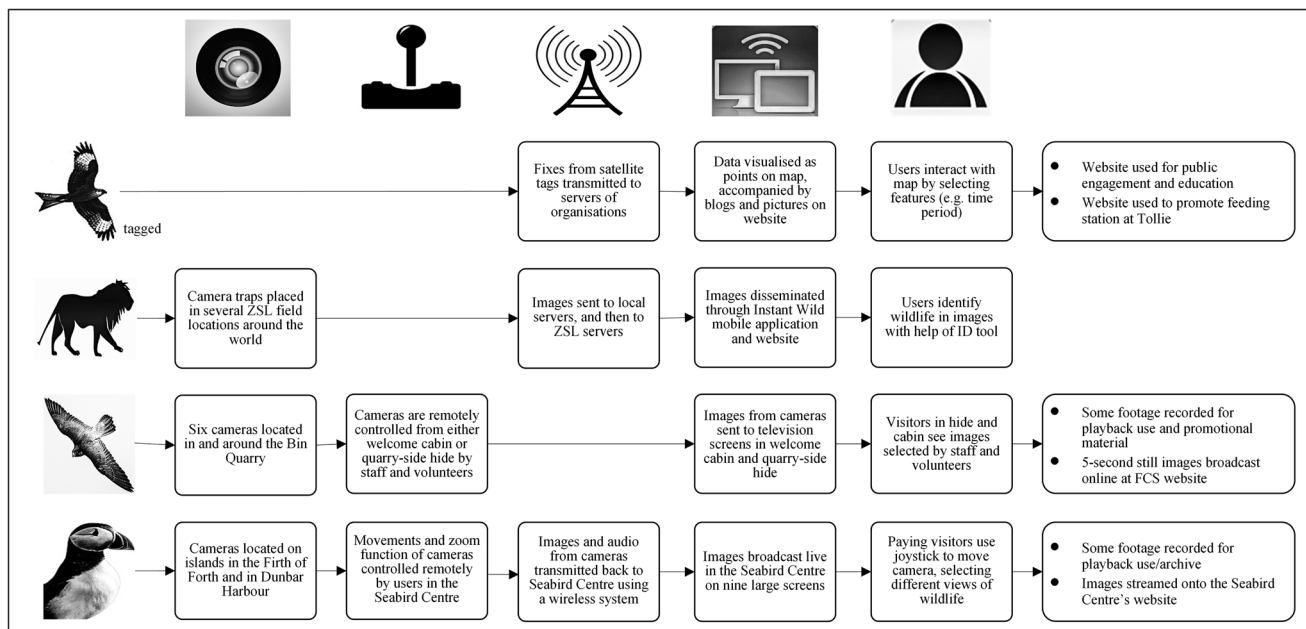 tagged
Fixes from satellite
tags transmitted to
servers of
organisations
Data visualised as
points on map,
accompanied by
blogs and pictures on
website
Users interact with
map by selecting
features (e.g. time
period)
● Website used for public
engagement and education
● Website used to promote feeding
station at Tollie
Camera traps placed
in several ZSL field
locations around the
world
Images sent to local
servers, and then to
ZSL servers
Images disseminated
through Instant Wild
mobile application
and website
Users identify
wildlife in images
with help of ID tool
Six cameras located
in and around the Bin
Quarry
Cameras are remotely
controlled from either
welcome cabin or
quarry-side hide by
staff and volunteers
Images from cameras
sent to television
screens in welcome
cabin and quarry-side
hide
Visitors in hide and
cabin see images
selected by staff and
volunteers
● Some footage recorded for
playback use and promotional
material
● 5-second still images broadcast
online at FCS website
Cameras located on
islands in the Firth of
Forth and in Dunbar
Harbour
Movements and zoom
function of cameras
controlled remotely
by users in the
Seabird Centre
Images and audio
from cameras
transmitted back to
Seabird Centre using
a wireless system
Images broadcast live
in the Seabird Centre
on nine large screens
Paying visitors use
joystick to move
camera, selecting
different views of
wildlife
● Some footage recorded for
playback use/archive
● Images streamed onto the Seabird
Centre's website